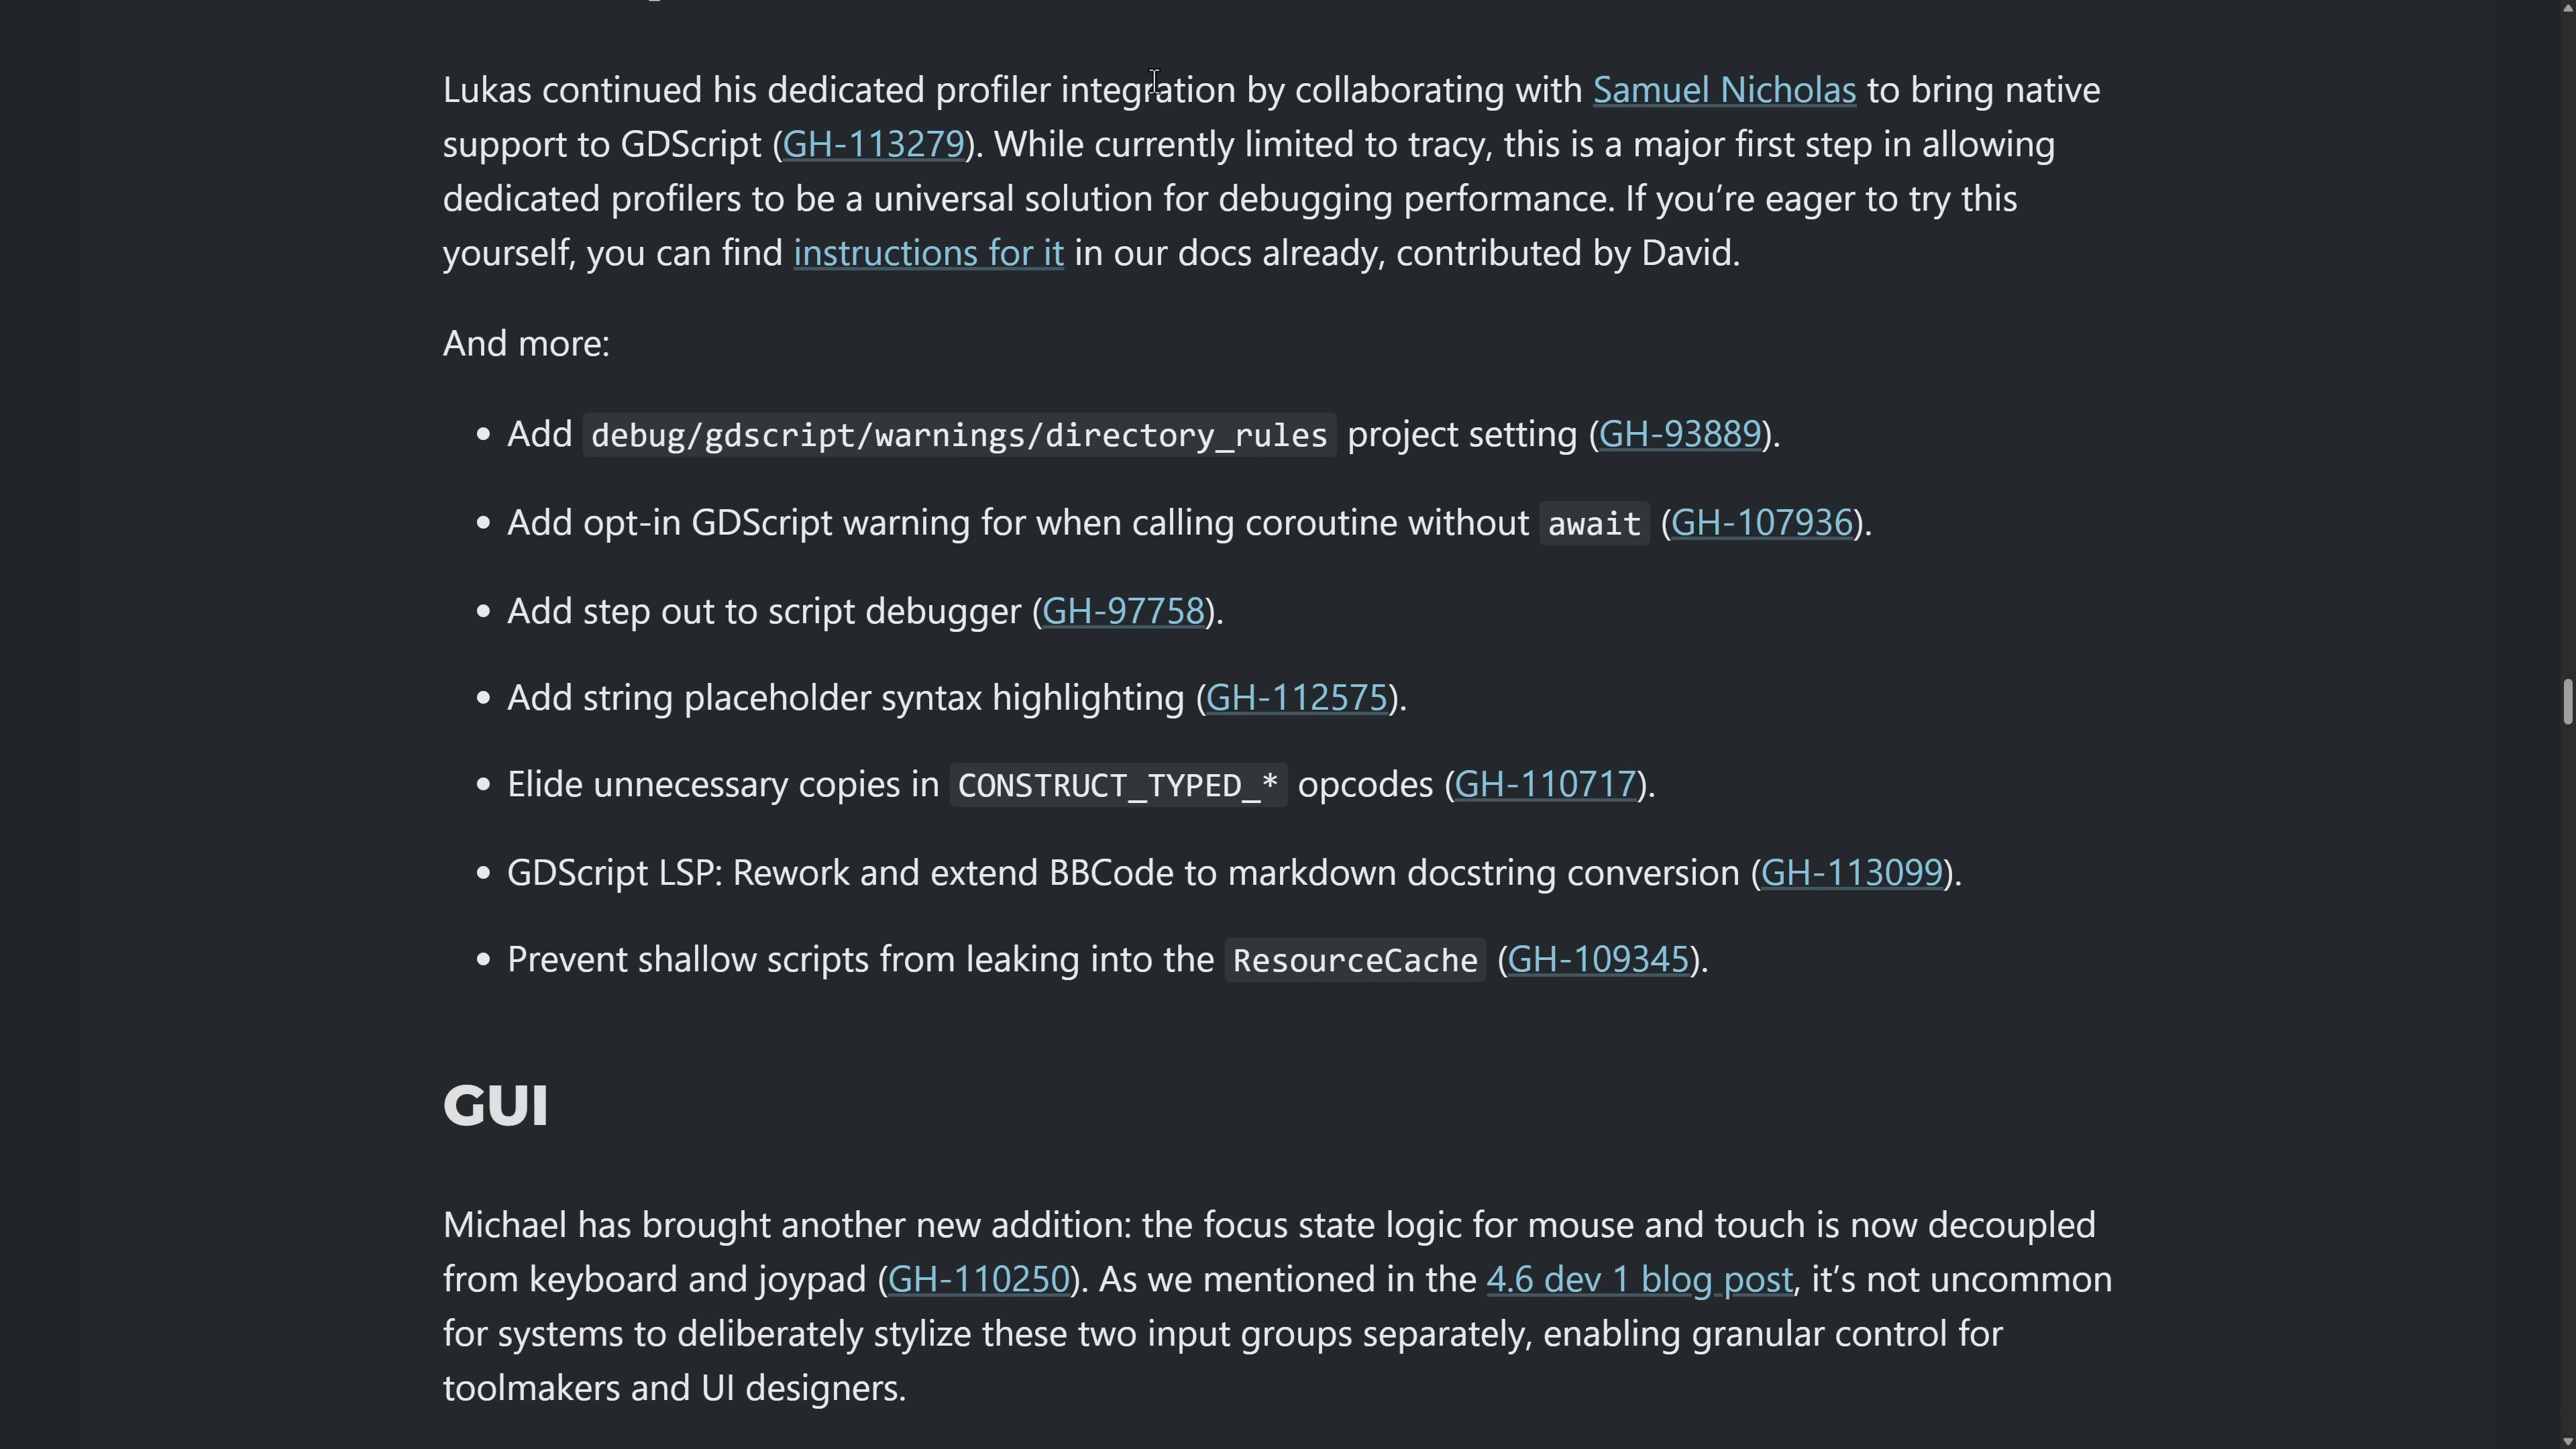 Lukas continued his dedicated profiler integration by collaborating with Samuel Nicholas to bring native
support to GDScript (GH-113279). While currently limited to tracy, this is a major first step in allowing
dedicated profilers to be a universal solution for debugging performance. If you’re eager to try this
yourself, you can find instructions for it in our docs already, contributed by David.
And more:
• Add debug/gdscript/warnings/directory_rules project setting (GH-93889).
• Add opt-in GDScript warning for when calling coroutine without await (GH-107936).
• Add step out to script debugger (GH-97758).
• Add string placeholder syntax highlighting (GH-112575).
• Elide unnecessary copies in CONSTRUCT_TYPED_* opcodes (GH-110717).
• GDScript LSP: Rework and extend BBCode to markdown docstring conversion (GH-113099).
• Prevent shallow scripts from leaking into the ResourceCache (GH-109345).
GUI
Michael has brought another new addition: the focus state logic for mouse and touch is now decoupled
from keyboard and joypad (GH-110250). As we mentioned in the 4.6 dev 1 blog post, it’s not uncommon
for systems to deliberately stylize these two input groups separately, enabling granular control for
toolmakers and UI designers.